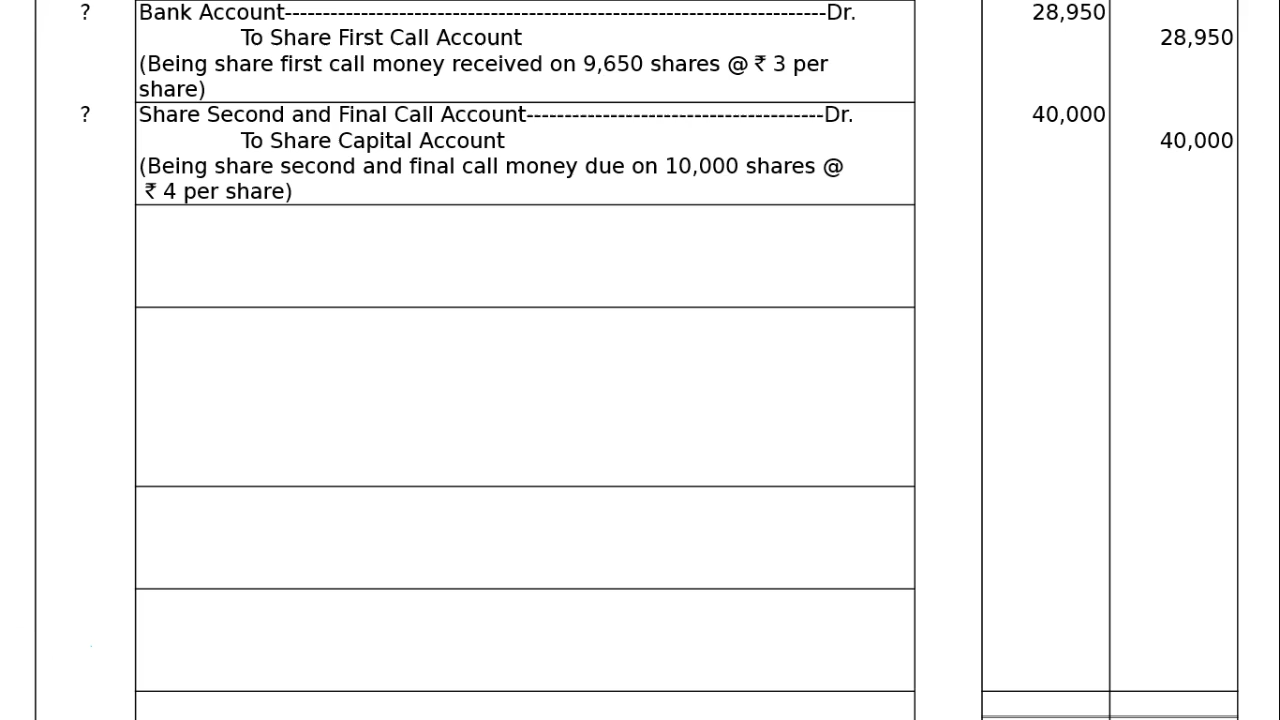 ? Bank Account-----------------------------------------------------------------------Dr. 28,950
To Share First Call Account 28,950
(Being share first call money received on 9,650 shares @ ₹ 3 per
share)
? Share Second and Final Call Account---------------------------------------Dr. 40,000
To Share Capital Account 40,000
(Being share second and final call money due on 10,000 shares @
₹ 4 per share)